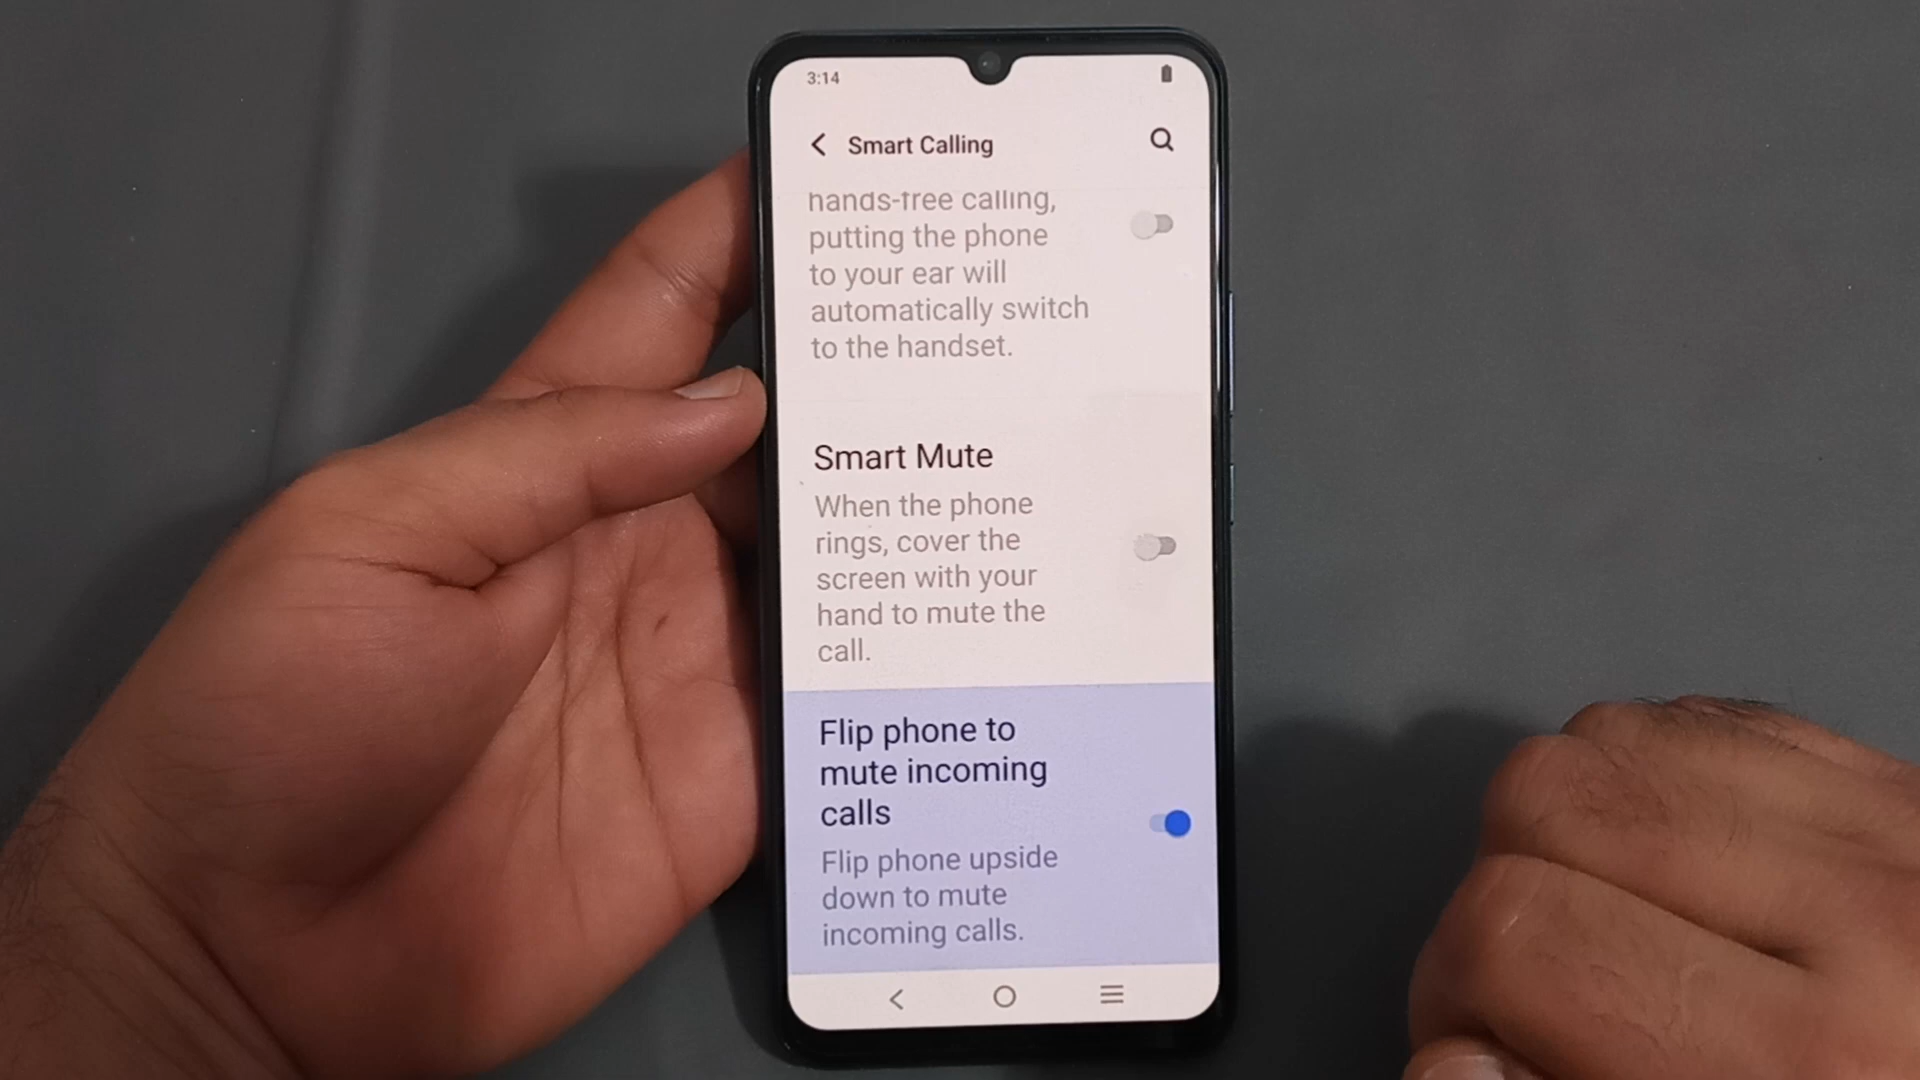 3:14
Smart Calling
hands-free calling,
putting the phone
to your ear will
automatically switch
to the handset.
Smart Mute
When the phone
rings, cover the
screen with your
hand to mute the
call.
Flip phone to
mute incoming
calls
Flip phone upside
down to mute
incoming calls.